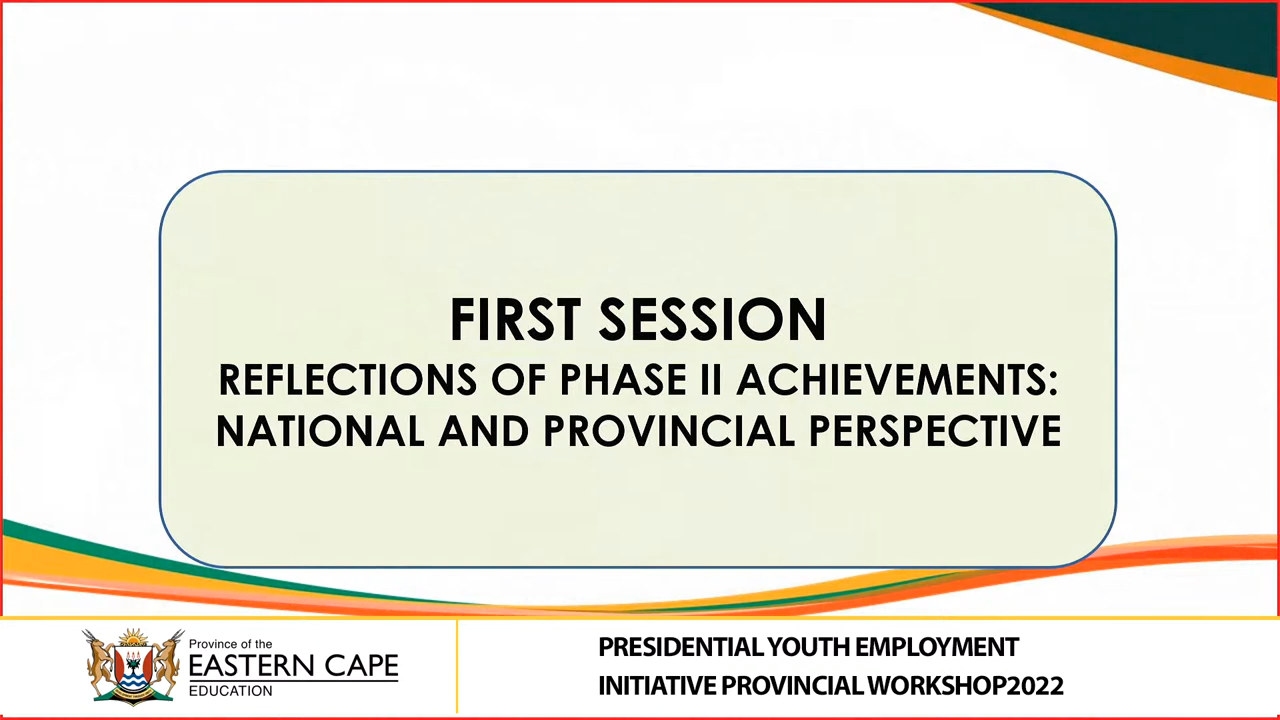 FIRST SESSION
REFLECTIONS OF PHASE II ACHIEVEMENTS:
NATIONAL AND PROVINCIAL PERSPECTIVE
Province of the
EASTERN CAPE
EDUCATION
PRESIDENTIAL YOUTH EMPLOYMENT
INITIATIVE PROVINCIAL WORKSHOP2022